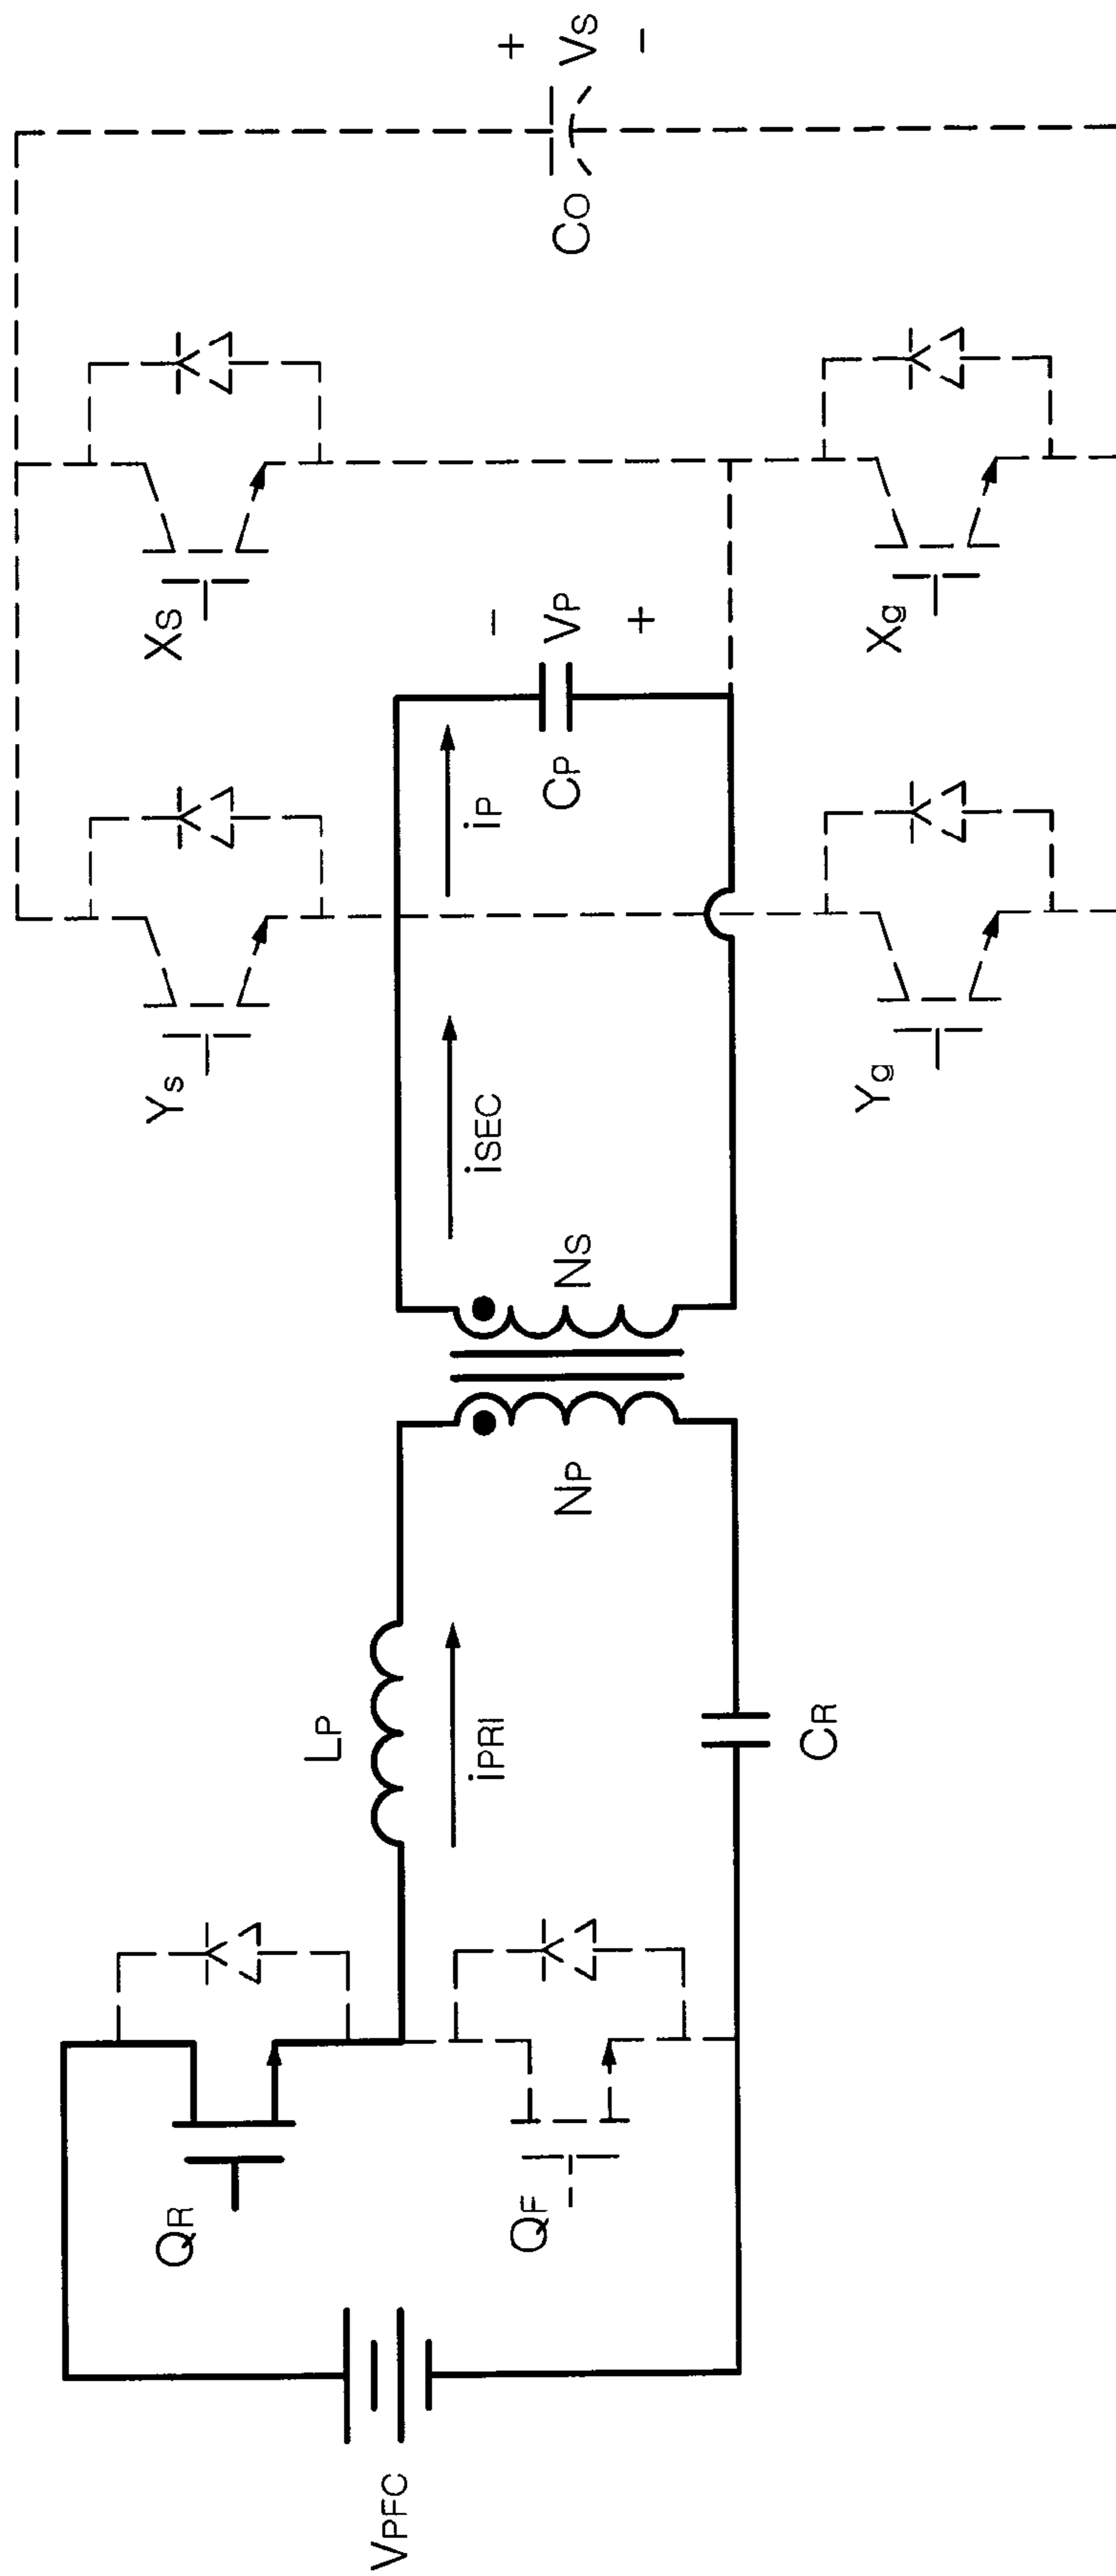 VPFC
QR
QF
LP
iPRI
CR
NP
NS
iSEC
iP
CP
- VP +
Ys
Yg
XS
Xg
CO
+ VS -